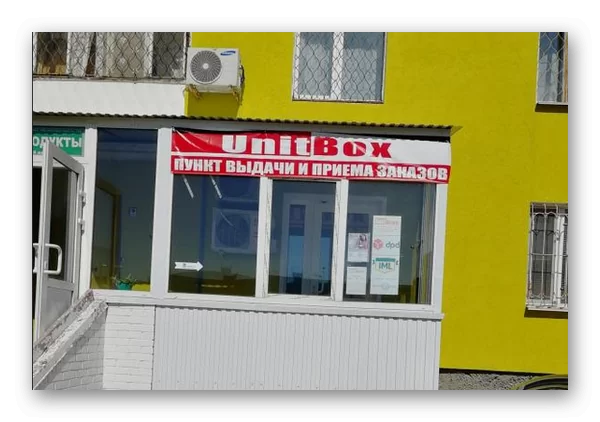 SAMSUNG
ОДУКТЫ
UnitBox
ПУНКТ ВЫДАЧИ И ПРИЕМА ЗАКАЗОВ
dpd
IML